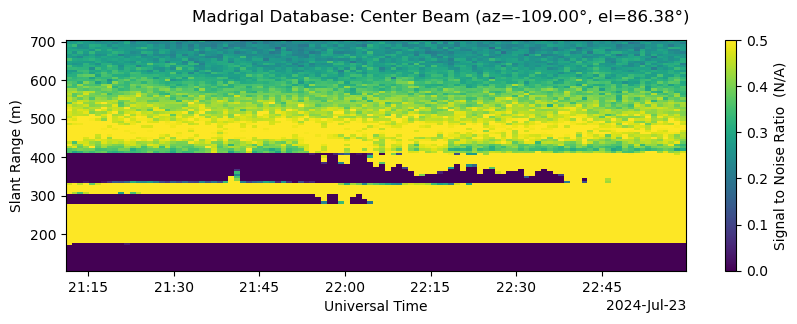 Madrigal Database: Center Beam (az=-109.00°, el=86.38°)
700
600
500
400
300
200
Slant Range (m)
21:15 21:30 21:45 22:00 22:15 22:30 22:45
Universal Time
2024-Jul-23
0.5
0.4
0.3
0.2
0.1
0.0
Signal to Noise Ratio (N/A)